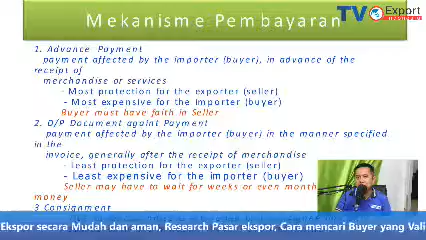 Mekanisme Pembayaran
TV Export
1. Advance Payment
payment affected by the importer (buyer), in advance of the
receipt of
merchandise or services
- Most protection for the exporter (seller)
- Most expensive for the importer (buyer)
Buyer must have faith in Seller
2. O/P Document againt Payment
payment affected by the importer (buyer) in the manner specified
in the
invoice, generally after the receipt of merchandise
- Least protection for the exporter (seller)
- Least expensive for the importer (buyer)
Seller may have to wait for weeks or even month
money
3 Consignment
Ekspor secara Mudah dan aman, Research Pasar ekspor, Cara mencari Buyer yang Vali